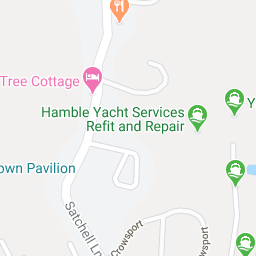 Tree Cottage
Hamble Yacht Services
Refit and Repair
Y
own Pavilion
Satchell Ln
Crowsport
Crowsport